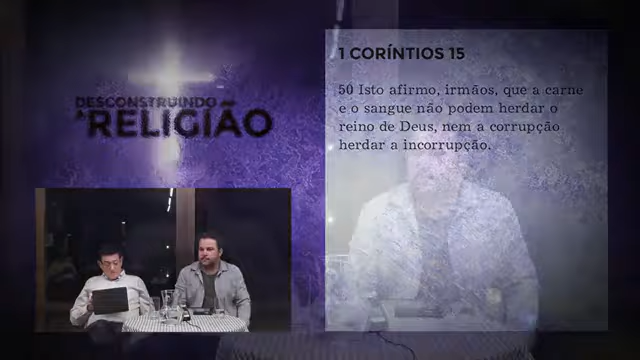 DESCONSTRUINDO
A RELIGIÃO
1 CORÍNTIOS 15
50 Isto afirmo, irmãos, que a carne
e o sangue não podem herdar o
reino de Deus, nem a corrupção
herdar a incorrupção.